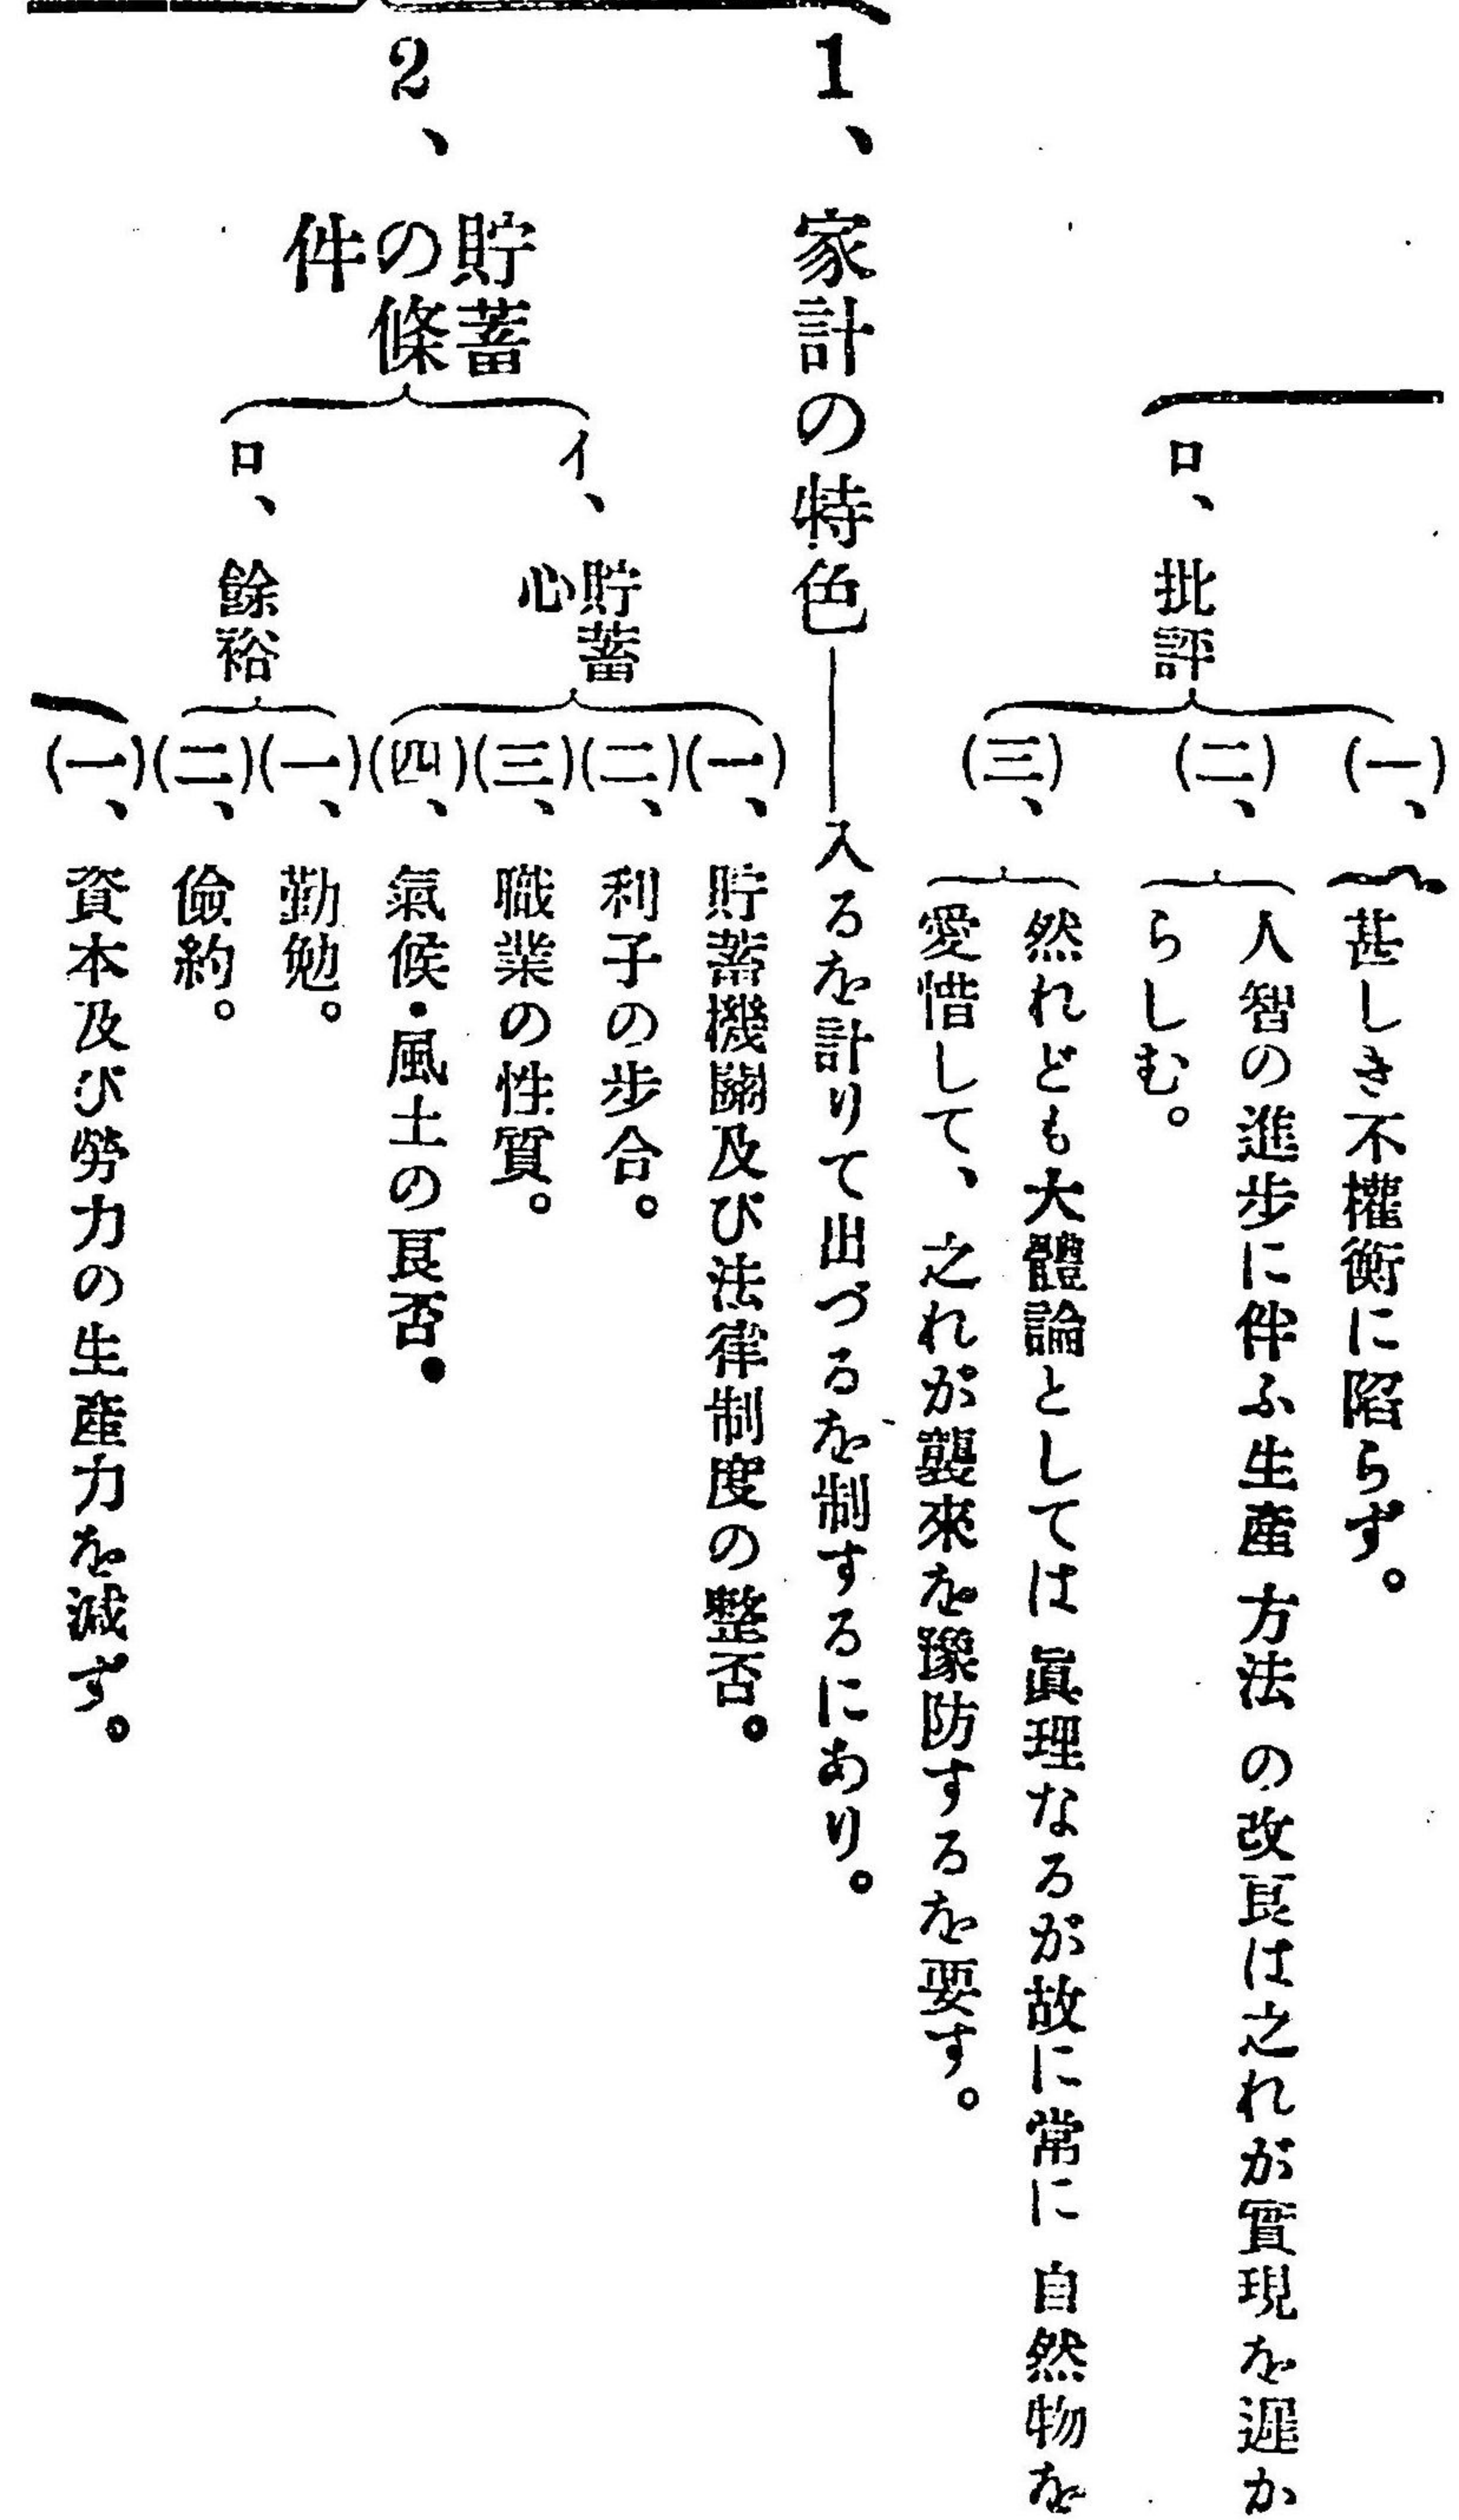 ロ、批評
(一)、甚しき不權衡に陷らず。
(二)、人智の進步に伴ふ生產方法の改良は之れが實現を遲か
らしむ。
(三)、然れども大體論としては眞理なるが故に常に自然物を
愛惜して、之れが襲來を豫防するを要す。
1、家計の特色——入るを計りて出づるを制するにあり。
2、貯蓄
の條
件
イ、貯蓄
心
(一)、貯蓄機關及び法律制度の整否。
(二)、利子の步合。
(三)、職業の性質。
(四)、氣候・風土の良否●
ロ、餘裕
(一)、勤勉。
(二)、儉約。
(一)、資本及び勞力の生產力を減ず。